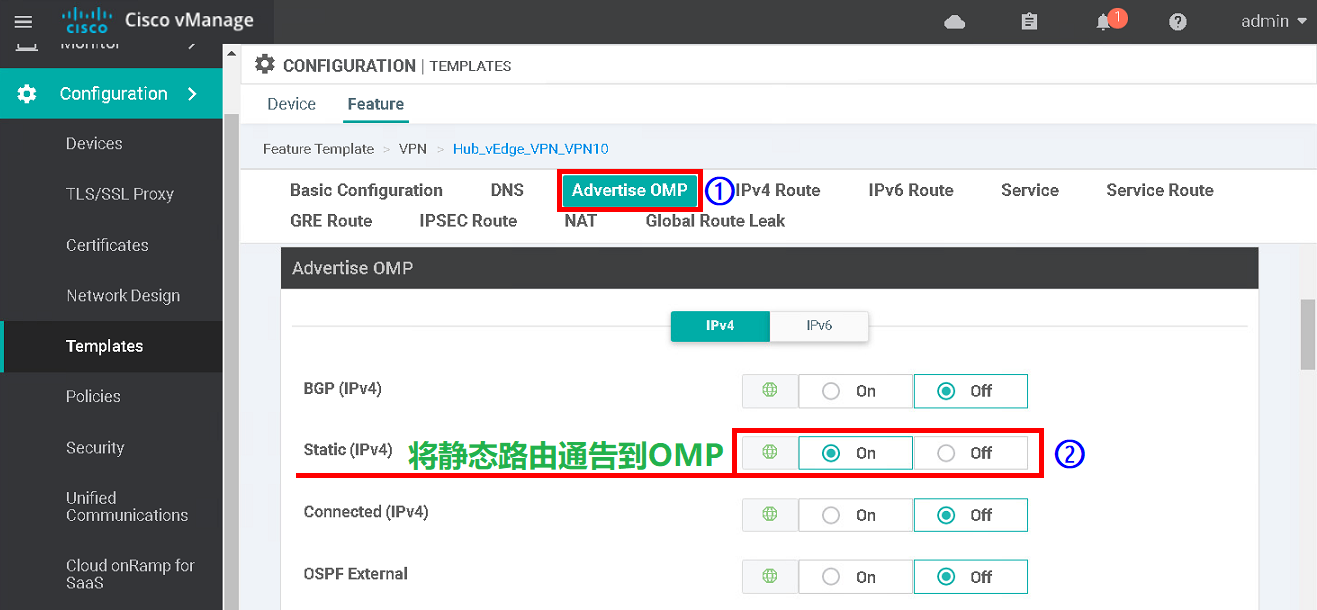 CISCO
Cisco vManage
1
admin
Monitor
Configuration
Devices
TLS/SSL Proxy
Certificates
Network Design
Templates
Policies
Security
Unified
Communications
Cloud onRamp for
SaaS
CONFIGURATION | TEMPLATES
Device Feature
Feature Template > VPN > Hub_vEdge_VPN_VPN10
Basic Configuration DNS Advertise OMP ① IPv4 Route IPv6 Route Service Service Route
GRE Route IPSEC Route NAT Global Route Leak
Advertise OMP
IPv4 IPv6
BGP (IPv4) On Off
Static (IPv4) 将静态路由通告到OMP On Off ②
Connected (IPv4) On Off
OSPF External On Off